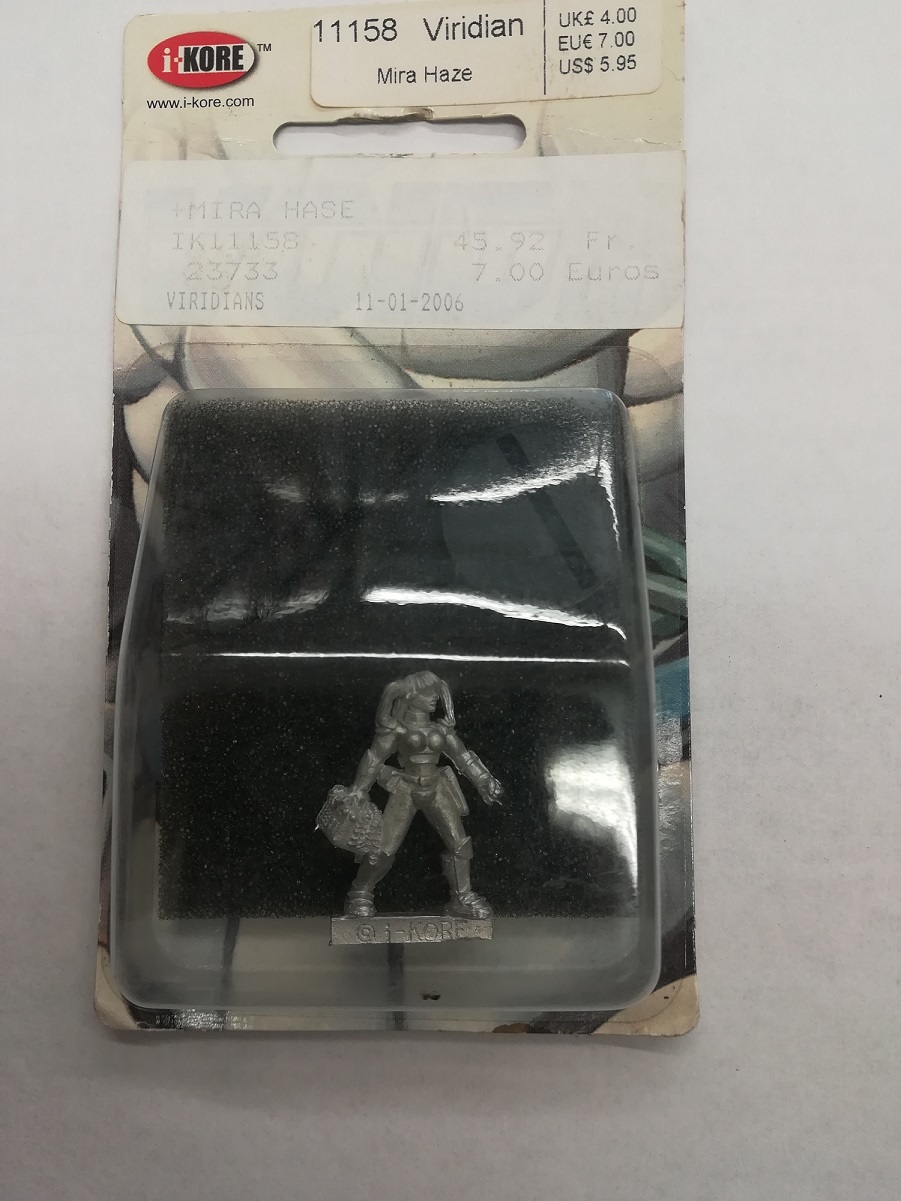 i-KORE™
www.i-kore.com
11158 Viridian
Mira Haze
UK£ 4.00
EU€ 7.00
US$ 5.95
+MIRA HASE
IK11158 45.92 Fr.
23733 7.00 Euros
VIRIDIANS 11-01-2006
© i-KORE